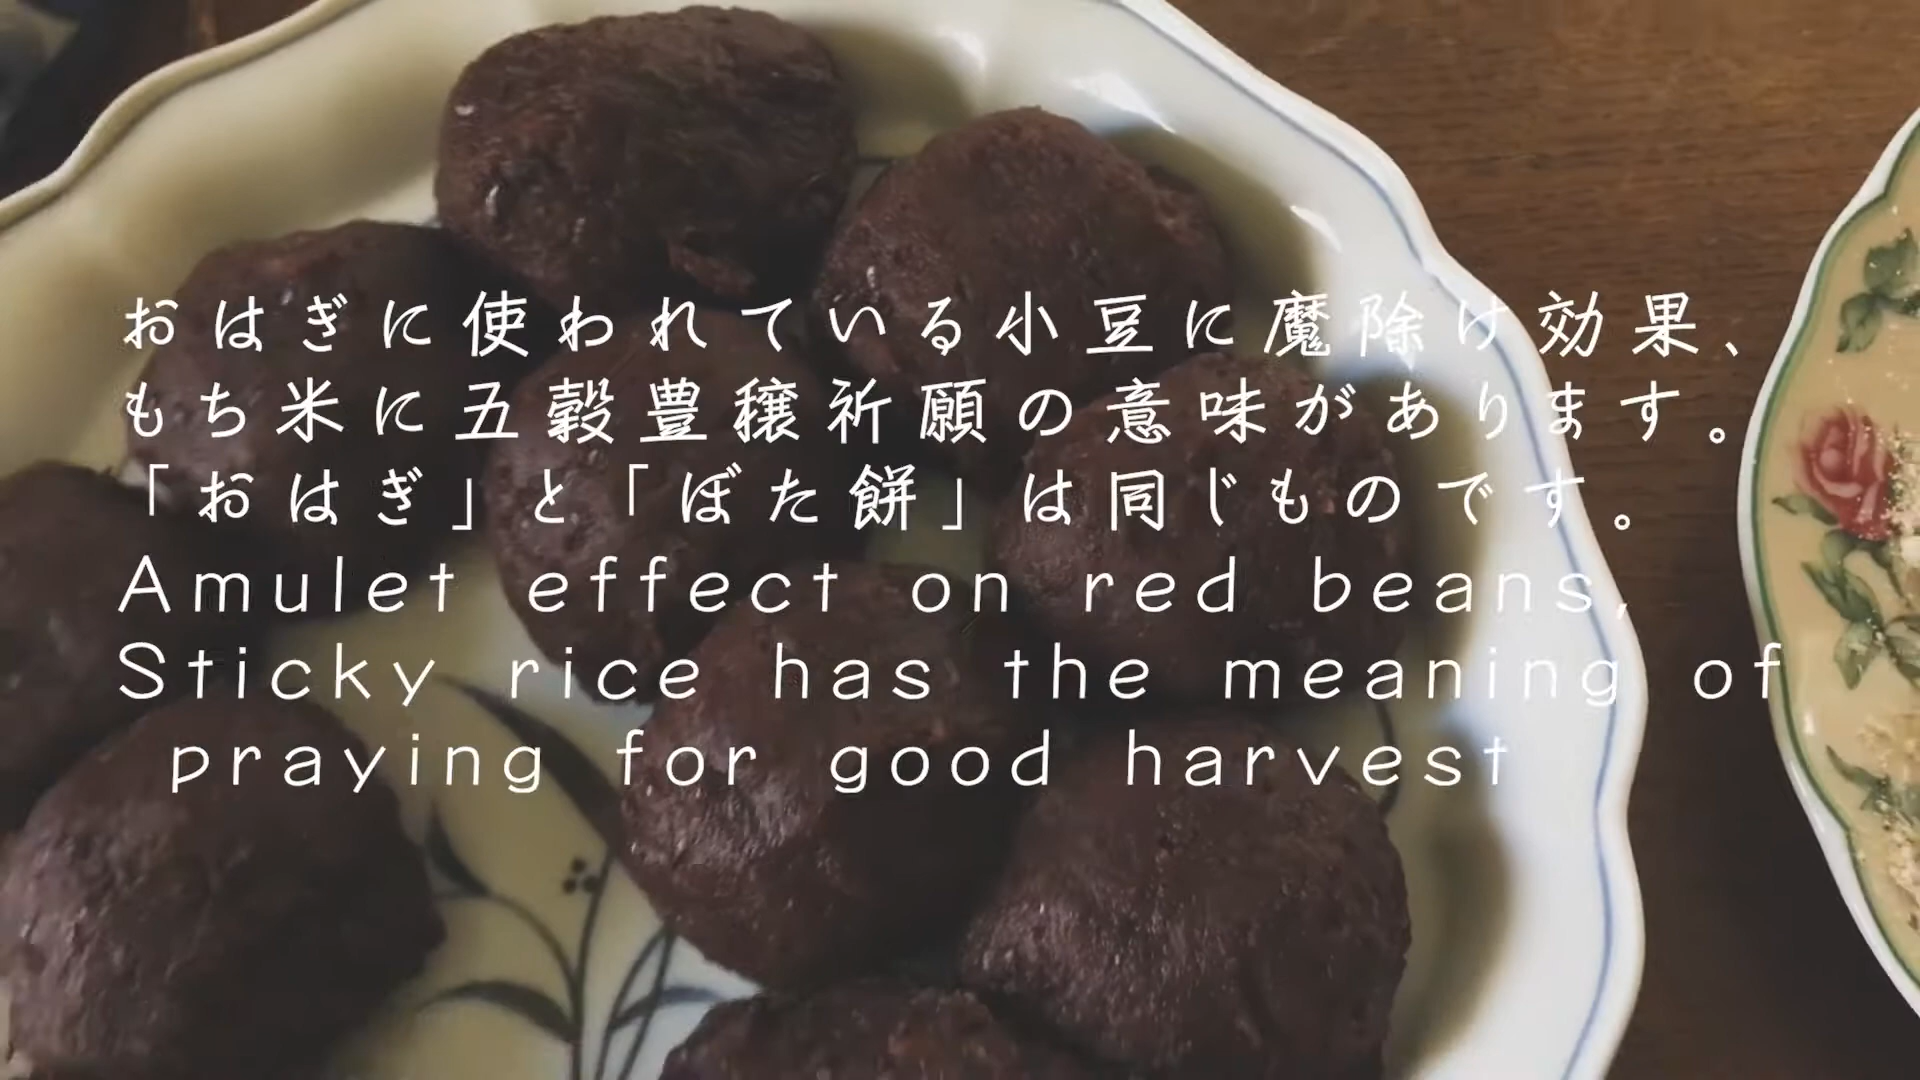 おはぎに使われている小豆に魔除け効果、
もち米に五穀豊穣祈願の意味があります。
「おはぎ」と「ぼた餅」は同じものです。
Amulet effect on red beans,
Sticky rice has the meaning of
praying for good harvest